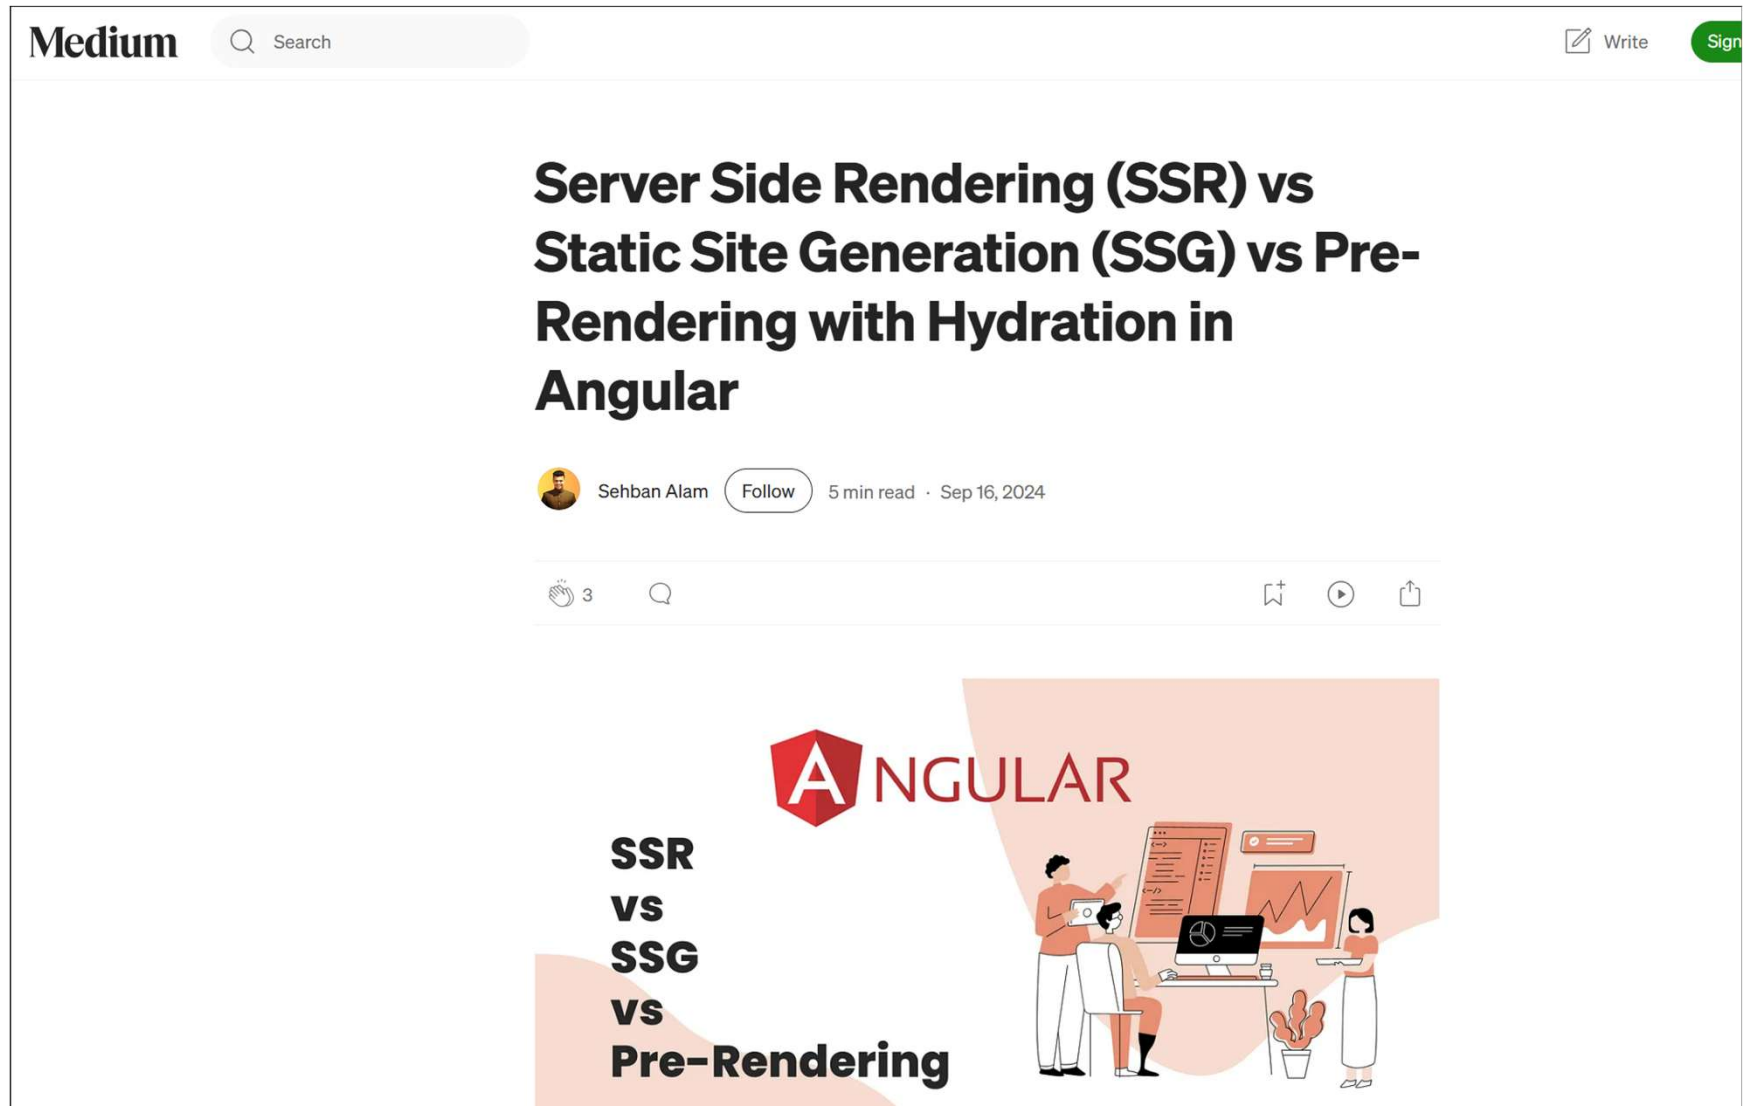 Medium
Search
Write
Sign
Server Side Rendering (SSR) vs
Static Site Generation (SSG) vs Pre-
Rendering with Hydration in
Angular
Sehban Alam
Follow
5 min read · Sep 16, 2024
3
ANGULAR
SSR
vs
SSG
vs
Pre-Rendering